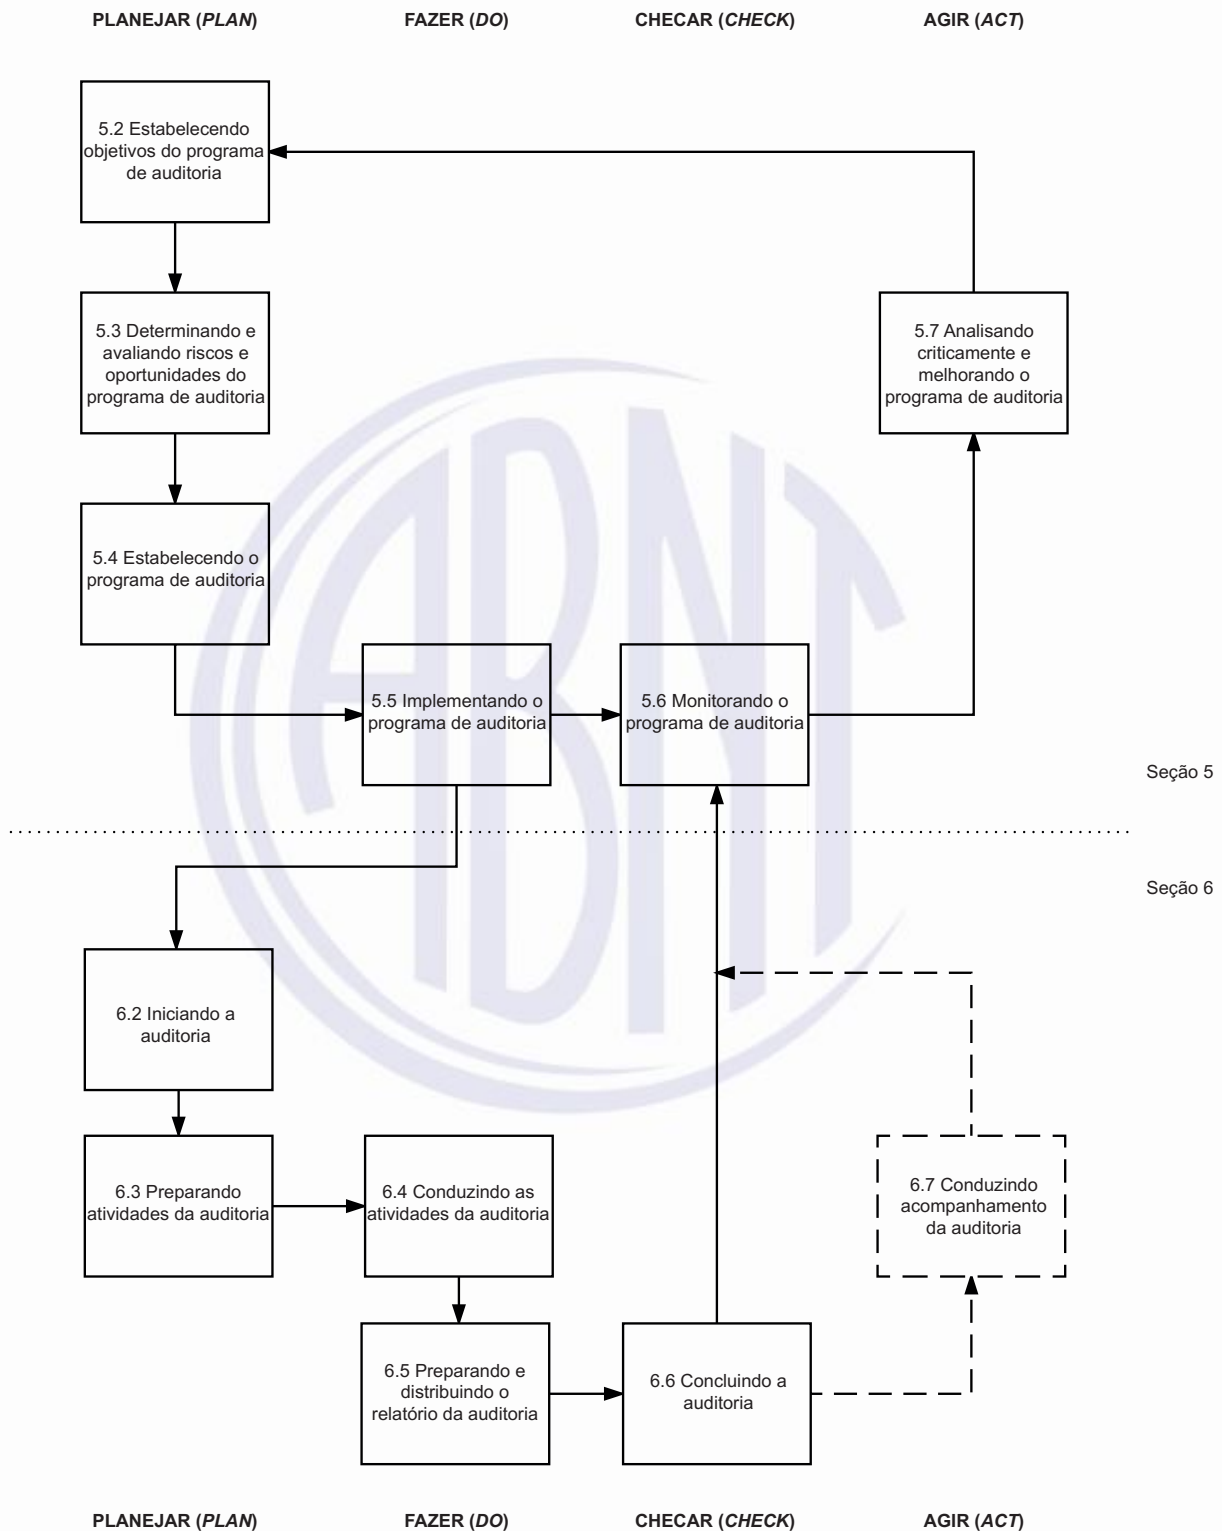 PLANEJAR (PLAN) FAZER (DO) CHECAR (CHECK) AGIR (ACT)
5.2 Estabelecendo
objetivos do programa
de auditoria
5.3 Determinando e
avaliando riscos e
oportunidades do
programa de auditoria
5.7 Analisando
criticamente e
melhorando o
programa de auditoria
5.4 Estabelecendo o
programa de auditoria
5.5 Implementando o
programa de auditoria
5.6 Monitorando o
programa de auditoria
Seção 5
Seção 6
6.2 Iniciando a
auditoria
6.3 Preparando
atividades da auditoria
6.4 Conduzindo as
atividades da auditoria
6.7 Conduzindo
acompanhamento
da auditoria
6.5 Preparando e
distribuindo o
relatório da auditoria
6.6 Concluindo a
auditoria
PLANEJAR (PLAN) FAZER (DO) CHECAR (CHECK) AGIR (ACT)
ABNT